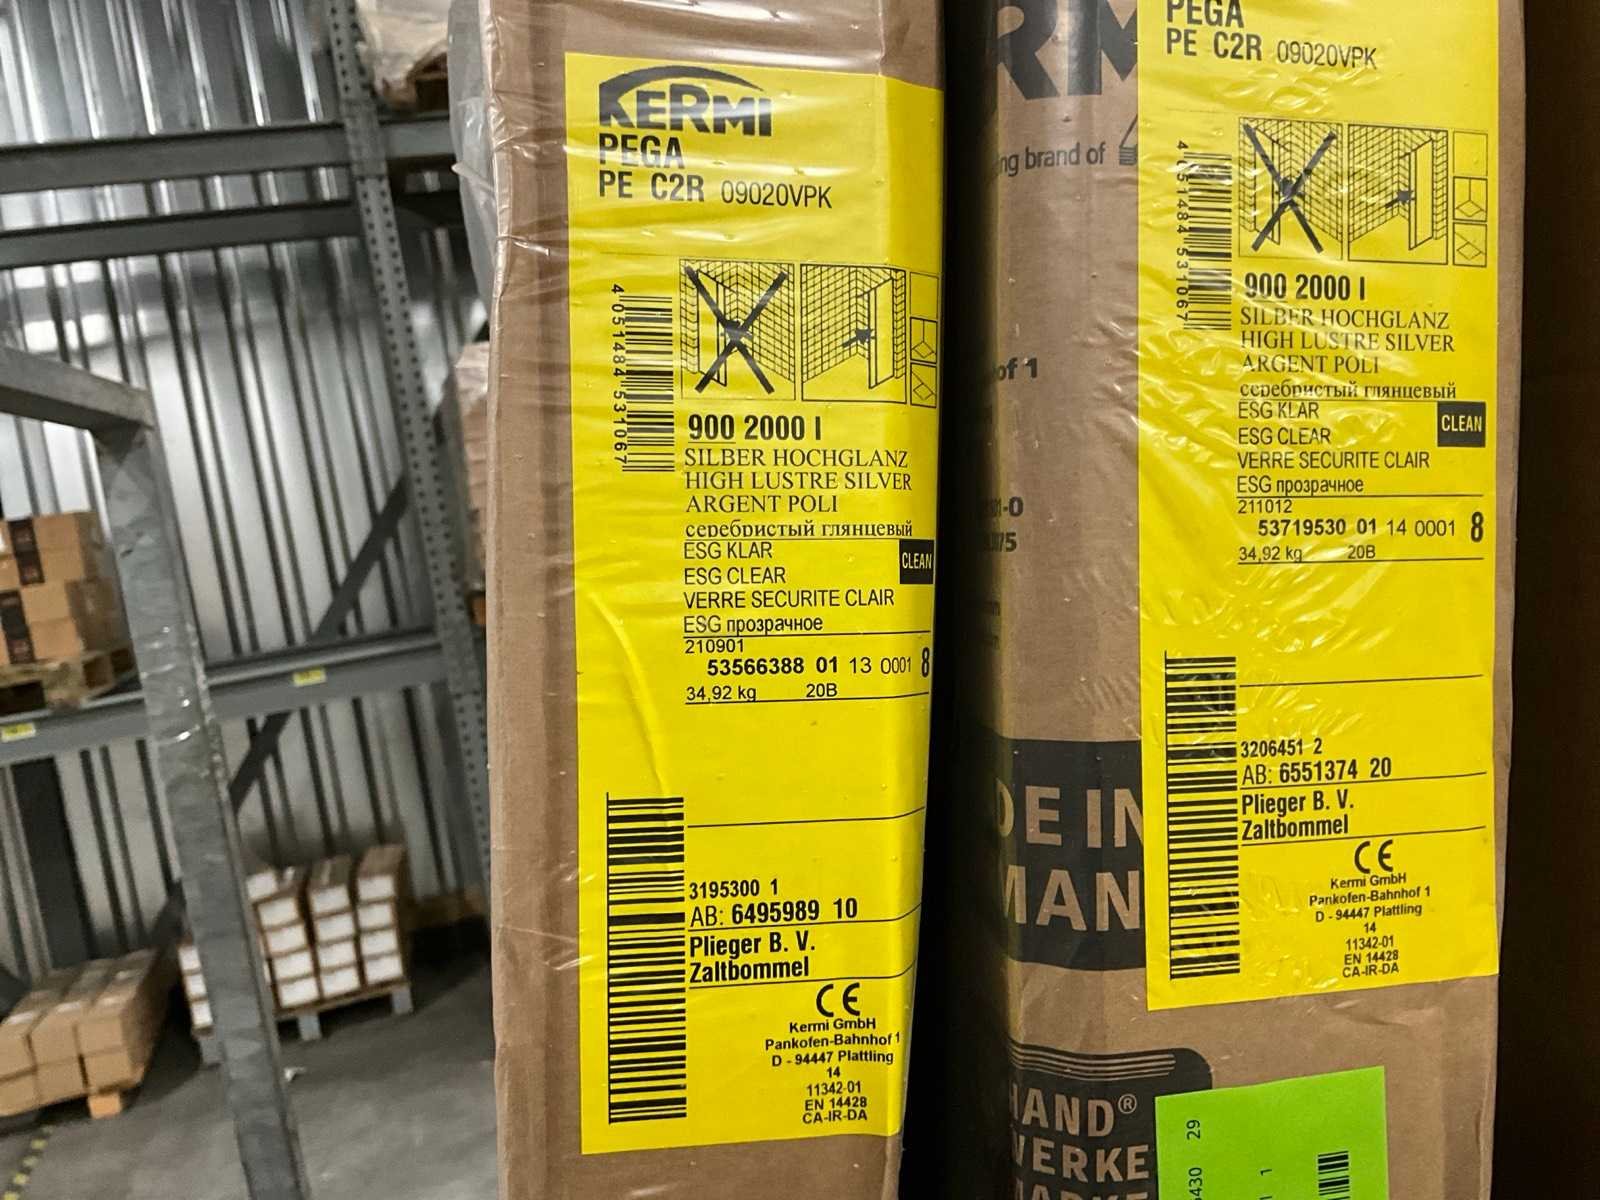 KERMI
PEGA
PE C2R 09020VPK
4 051484 531067
900 2000 I
SILBER HOCHGLANZ
HIGH LUSTRE SILVER
ARGENT POLI
серебристый глянцевый
ESG KLAR
CLEAN
ESG CLEAR
VERRE SECURITE CLAIR
ESG прозрачное
210901
53566388 01 13 0001 8
34,92 kg 20B
3195300 1
AB: 6495989 10
Plieger B. V.
Zaltbommel
CE
Kermi GmbH
Pankofen-Bahnhof 1
D - 94447 Plattling
14
11342-01
EN 14428
CA-IR-DA
brand of
of 1
HAND®
PEGA
PE C2R 09020VPK
4 051484 531067
900 2000 I
SILBER HOCHGLANZ
HIGH LUSTRE SILVER
ARGENT POLI
серебристый глянцевый
ESG KLAR
CLEAN
ESG CLEAR
VERRE SECURITE CLAIR
ESG прозрачное
211012
53719530 01 14 0001 8
34,92 kg 20B
3206451 2
AB: 6551374 20
Plieger B. V.
Zaltbommel
CE
Kermi GmbH
Pankofen-Bahnhof 1
D - 94447 Plattling
14
11342-01
EN 14428
CA-IR-DA
29